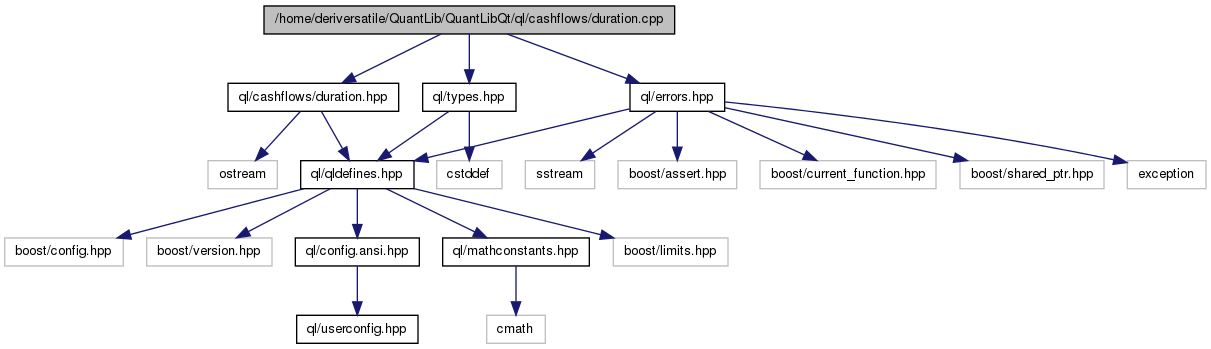 /home/deriversatile/QuantLib/QuantLibQt/ql/cashflows/duration.cpp
ql/cashflows/duration.hpp
ql/types.hpp
ql/errors.hpp
ostream
ql/qldefines.hpp
cstddef
sstream
boost/assert.hpp
boost/current_function.hpp
boost/shared_ptr.hpp
exception
boost/config.hpp
boost/version.hpp
ql/config.ansi.hpp
ql/mathconstants.hpp
boost/limits.hpp
ql/userconfig.hpp
cmath